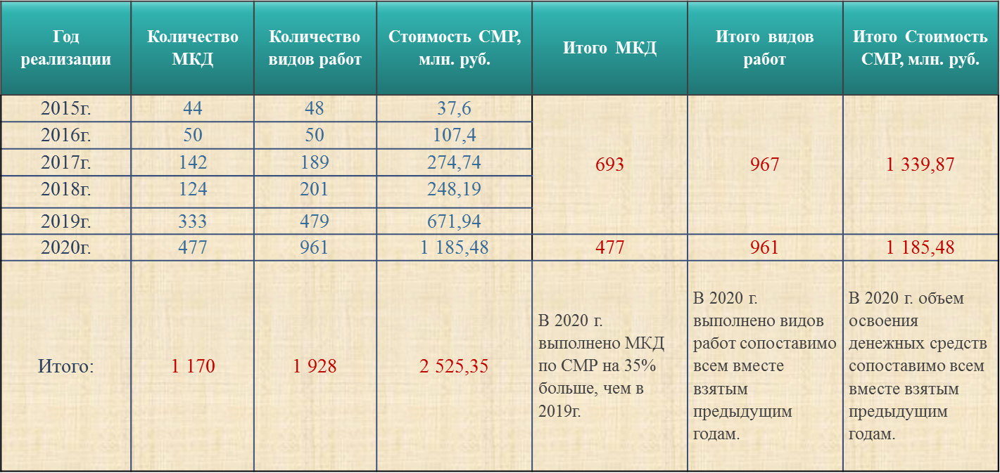 Год
реализации
Количество
МКД
Количество
видов работ
Стоимость СМР,
млн. руб.
Итого МКД
Итого видов
работ
Итого Стоимость
СМР, млн. руб.
2015г.
44
48
37,6
2016г.
50
50
107,4
2017г.
142
189
274,74
693
967
1 339,87
2018г.
124
201
248,19
2019г.
333
479
671,94
2020г.
477
961
1 185,48
477
961
1 185,48
Итого:
1 170
1 928
2 525,35
В 2020 г.
выполнено МКД
по СМР на 35%
больше, чем в
2019г.
В 2020 г.
выполнено видов
работ сопоставимо
всем вместе
взятым
предыдущим
годам.
В 2020 г. объем
освоения
денежных средств
сопоставимо всем
вместе взятым
предыдущим
годам.